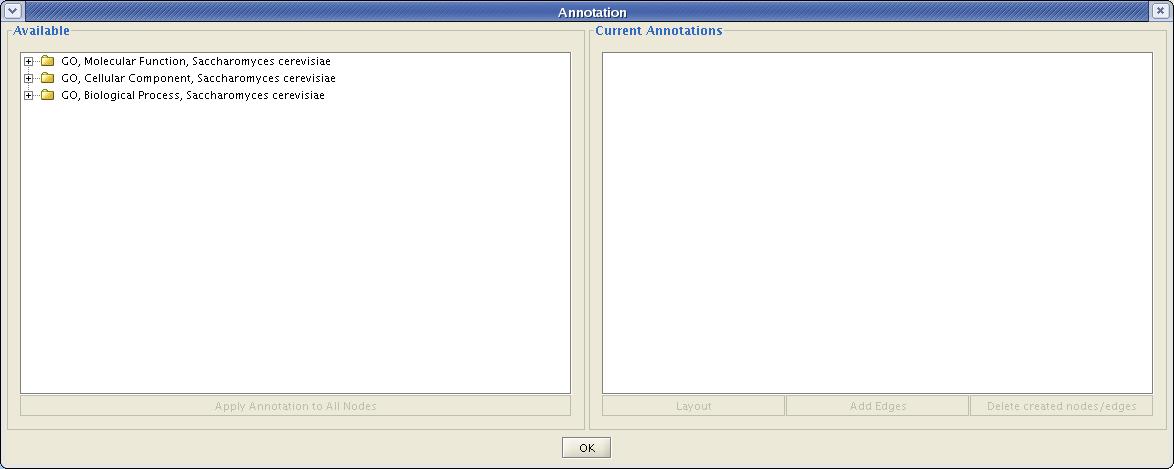 Annotation
Available
GO, Molecular Function, Saccharomyces cerevisiae
GO, Cellular Component, Saccharomyces cerevisiae
GO, Biological Process, Saccharomyces cerevisiae
Apply Annotation to All Nodes
Current Annotations
Layout
Add Edges
Delete created nodes/edges
OK